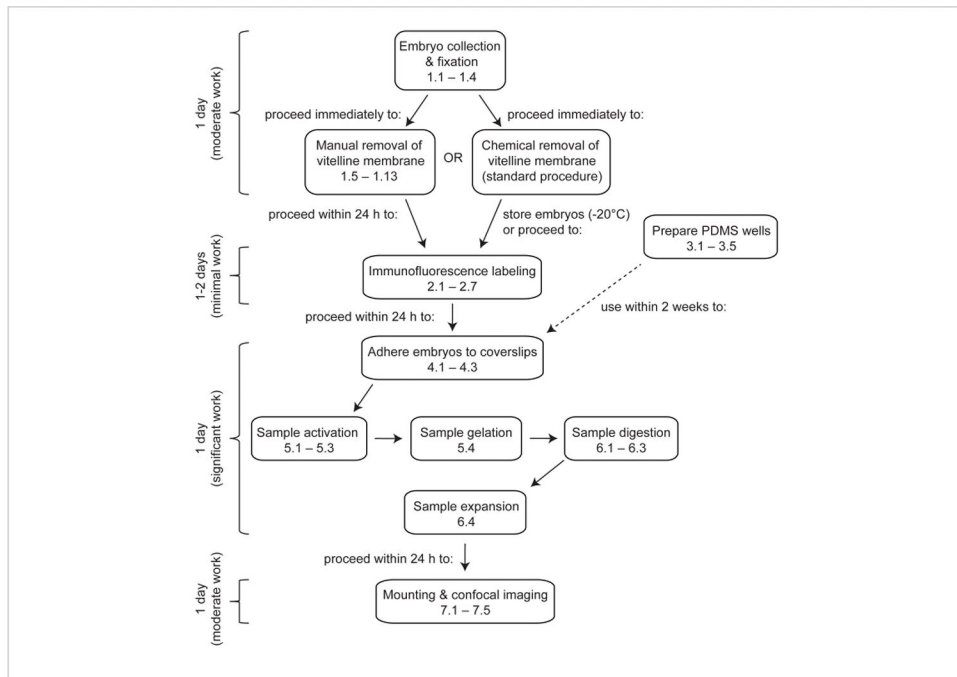 Embryo collection
& fixation
1.1 – 1.4
1 day
(moderate work)
proceed immediately to:
proceed immediately to:
Manual removal of
vitelline membrane
1.5 – 1.13
OR
Chemical removal of
vitelline membrane
(standard procedure)
proceed within 24 h to:
store embryos (-20°C)
or proceed to:
Prepare PDMS wells
3.1 – 3.5
1-2 days
(minimal work)
Immunofluorescence labeling
2.1 – 2.7
proceed within 24 h to:
use within 2 weeks to:
Adhere embryos to coverslips
4.1 – 4.3
1 day
(significant work)
Sample activation
5.1 – 5.3
Sample gelation
5.4
Sample digestion
6.1 – 6.3
Sample expansion
6.4
proceed within 24 h to:
1 day
(moderate work)
Mounting & confocal imaging
7.1 – 7.5